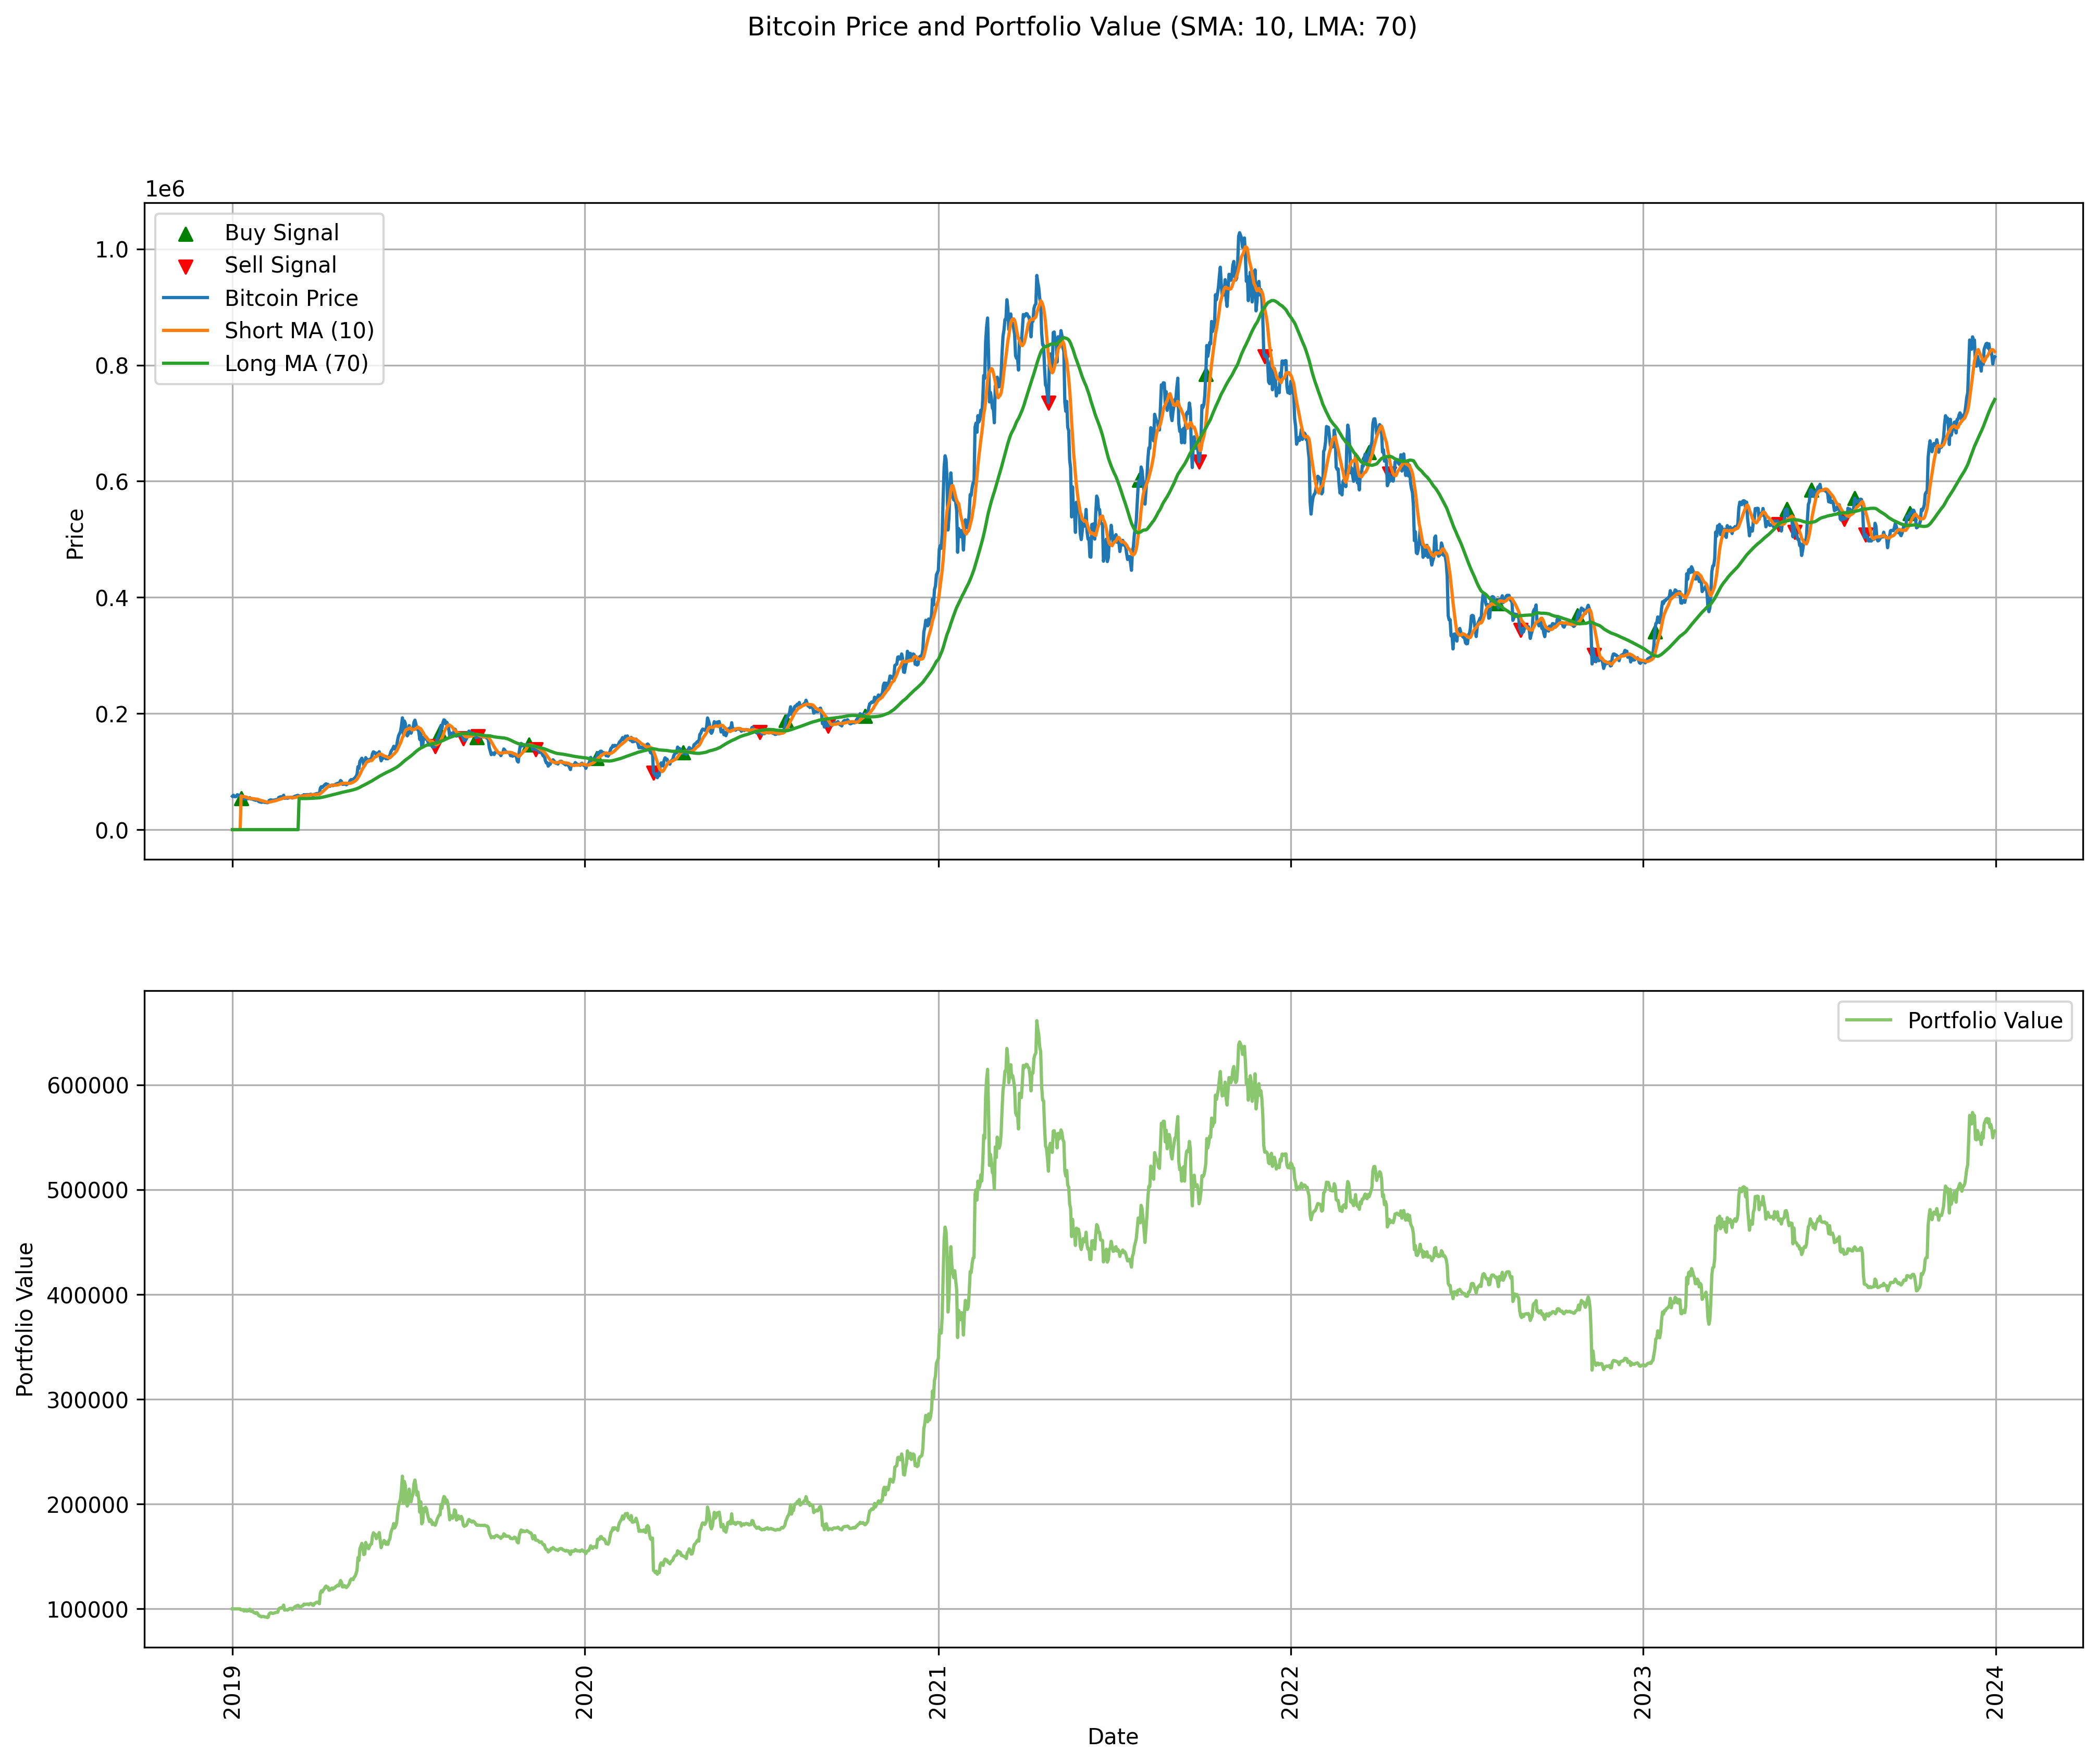 Bitcoin Price and Portfolio Value (SMA: 10, LMA: 70)
1e6
Buy Signal
Sell Signal
Bitcoin Price
Short MA (10)
Long MA (70)
Price
1.0
0.8
0.6
0.4
0.2
0.0
Portfolio Value
Portfolio Value
600000
500000
400000
300000
200000
100000
2019
2020
2021
2022
2023
2024
Date